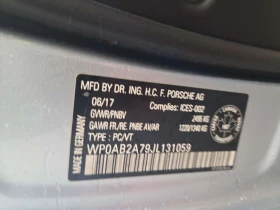 MFD BY DR. ING. H.C. F. PORSCHE AG
06/17 Complies: ICES-002
GVWR/PNBV 2495 KG
GAWR FR./RE. PNBE AV/AR 1220/1340 KG
TYPE : PC/VT
WP0AB2A79JL131059
MADE IN GERMANY